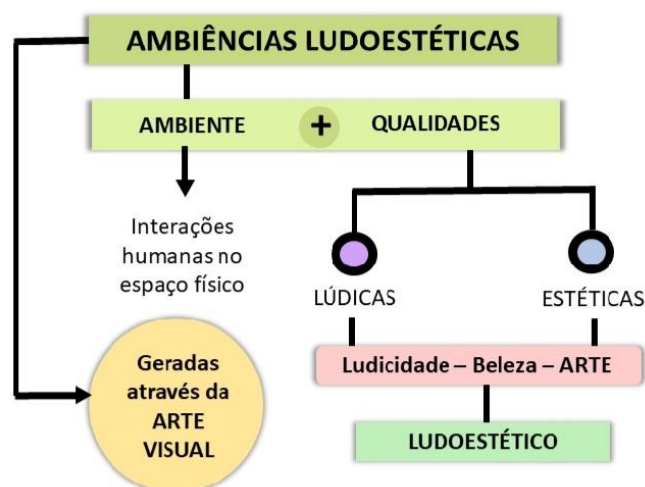 AMBIÊNCIAS LUDOESTÉTICAS
AMBIENTE + QUALIDADES
Interações
humanas no
espaço físico
LÚDICAS
ESTÉTICAS
Geradas
através da
ARTE
VISUAL
Ludicidade – Beleza – ARTE
LUDOESTÉTICO